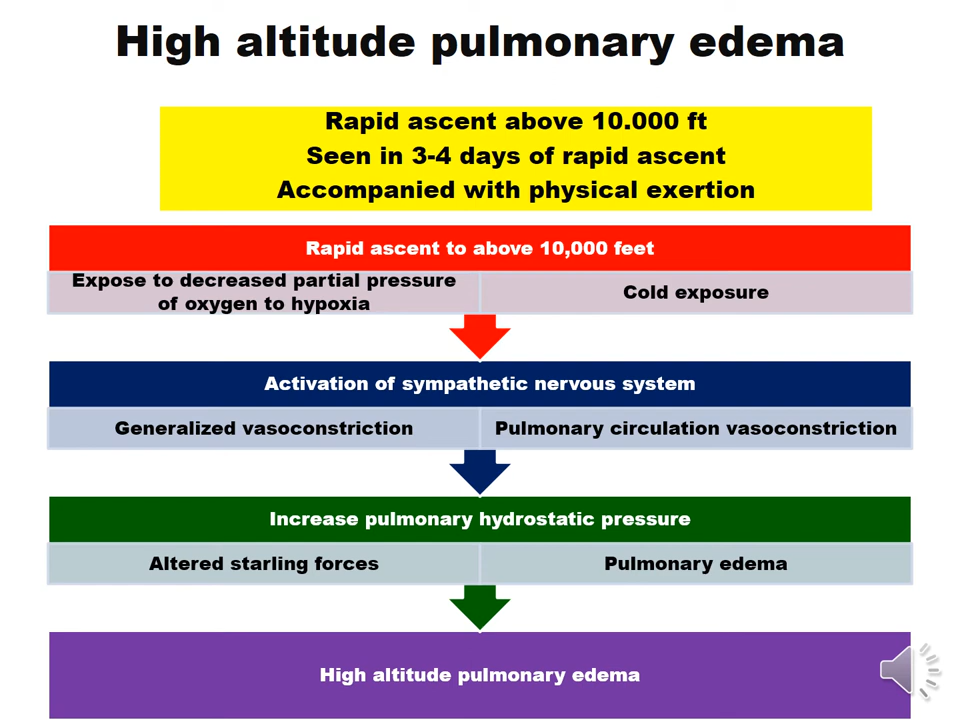 High altitude pulmonary edema
Rapid ascent above 10.000 ft
Seen in 3-4 days of rapid ascent
Accompanied with physical exertion
Rapid ascent to above 10,000 feet
Expose to decreased partial pressure
of oxygen to hypoxia
Cold exposure
Activation of sympathetic nervous system
Generalized vasoconstriction
Pulmonary circulation vasoconstriction
Increase pulmonary hydrostatic pressure
Altered starling forces
Pulmonary edema
High altitude pulmonary edema